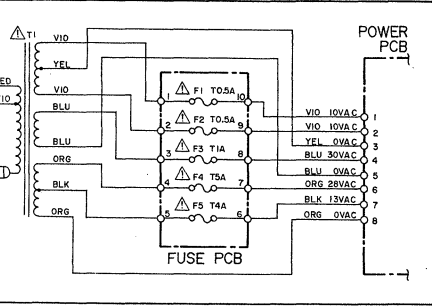 T1
VIO
YEL
VIO
BLU
BLU
ORG
BLK
ORG
ED
IO
1 F1 T0.5A 10
2 F2 T0.5A 9
3 F3 T1A 8
4 F4 T5A 7
5 F5 T4A 6
FUSE PCB
POWER
PCB
VIO 10VAC 1
VIO 10VAC 2
YEL 0VAC 3
BLU 30VAC 4
BLU 0VAC 5
ORG 28VAC 6
BLK 13VAC 7
ORG 0VAC 8